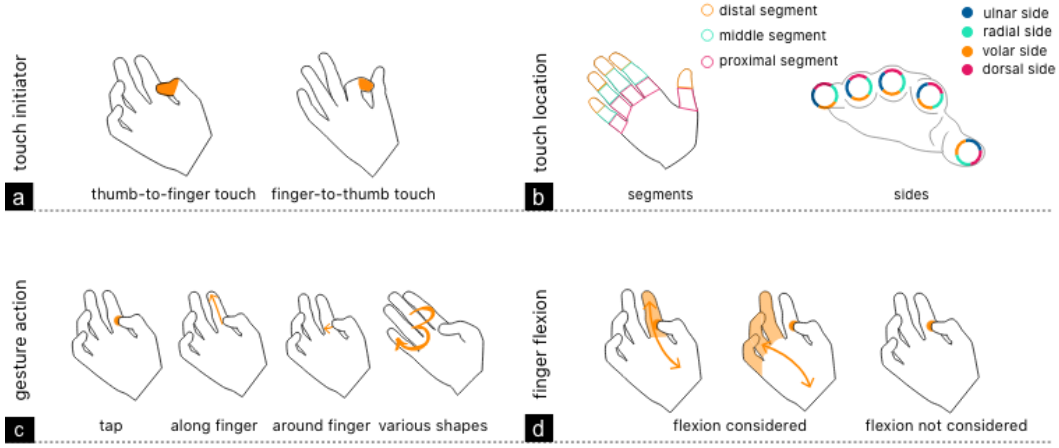 touch initiator
a
thumb-to-finger touch
finger-to-thumb touch
touch location
b
distal segment
middle segment
proximal segment
segments
ulnar side
radial side
volar side
dorsal side
sides
gesture action
c
tap
along finger
around finger
various shapes
finger flexion
d
flexion considered
flexion not considered